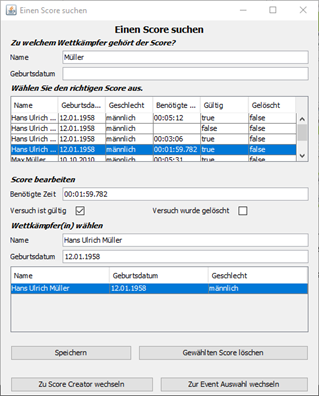 Einen Score suchen
Einen Score suchen
Zu welchem Wettkämpfer gehört der Score?
Name Müller
Geburtsdatum
Wählen Sie den richtigen Score aus.
Name Geburtsda... Geschlecht Benötigte ... Gültig Gelöscht
Hans Ulrich ... 12.01.1958 männlich 00:05:12 true false
Hans Ulrich ... 12.01.1958 männlich false false
Hans Ulrich ... 12.01.1958 männlich 00:03:06 true false
Hans Ulrich ... 12.01.1958 männlich 00:01:59.782 true false
Max Müller 10.10.2010 männlich 00:05:31 true false
Score bearbeiten
Benötigte Zeit 00:01:59.782
Versuch ist gültig Versuch wurde gelöscht
Wettkämpfer(in) wählen
Name Hans Ulrich Müller
Geburtsdatum 12.01.1958
Name Geburtsdatum Geschlecht
Hans Ulrich Müller 12.01.1958 männlich
Speichern Gewählten Score löschen
Zu Score Creator wechseln Zur Event Auswahl wechseln